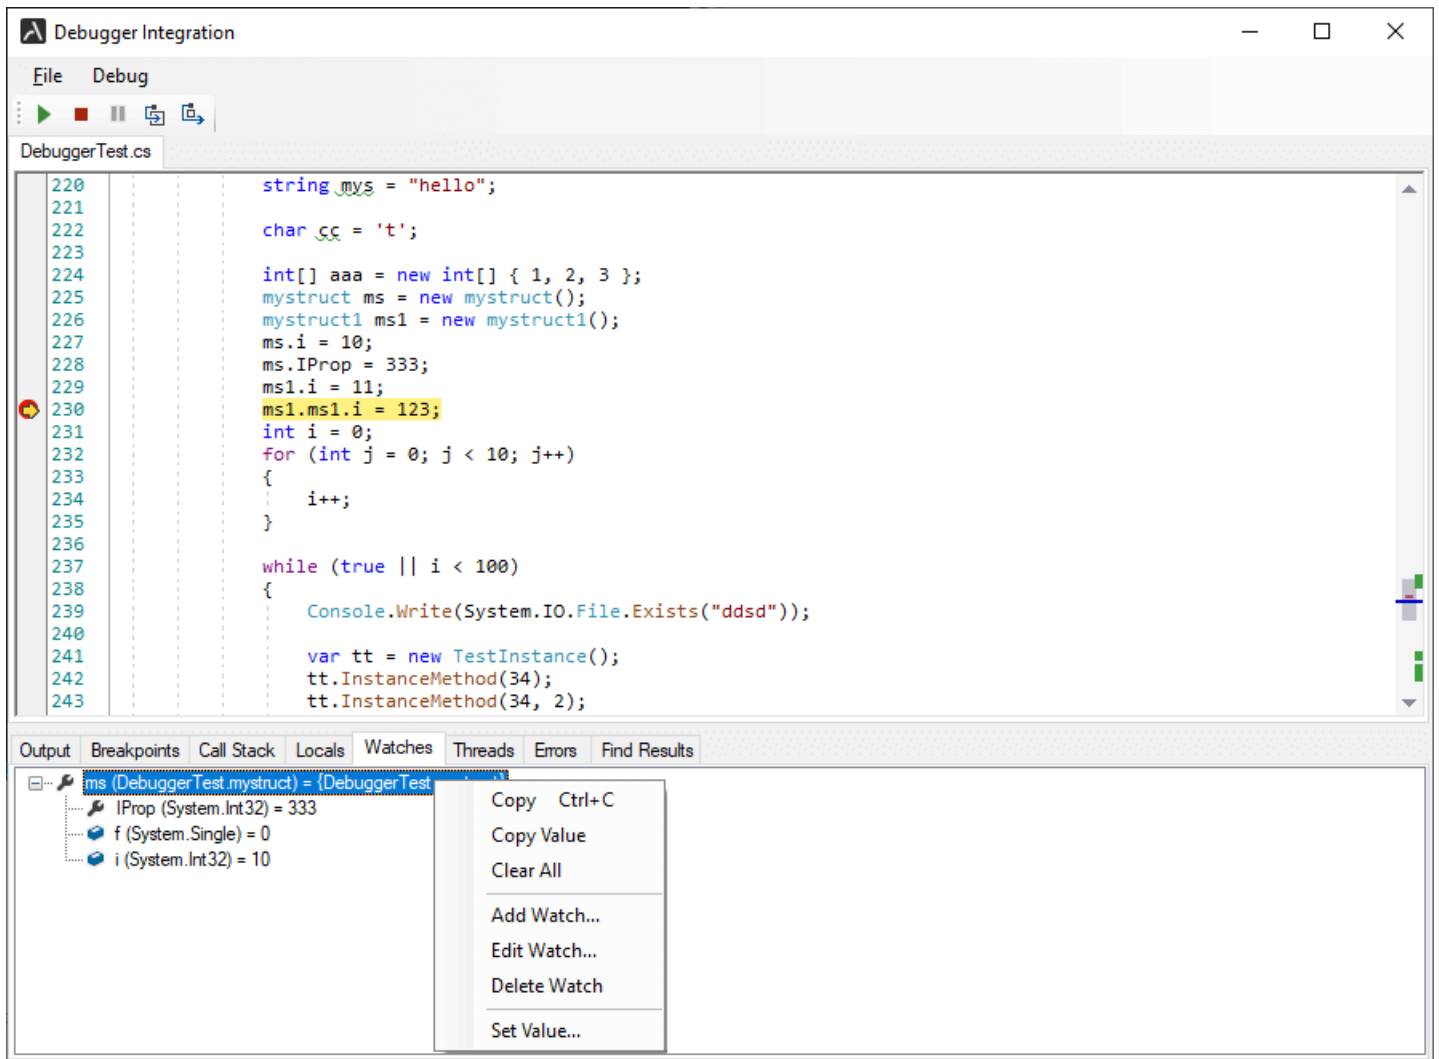 Debugger Integration
File Debug
DebuggerTest.cs
220 string mys = "hello";
221
222 char cc = 't';
223
224 int[] aaa = new int[] { 1, 2, 3 };
225 mystruct ms = new mystruct();
226 mystruct1 ms1 = new mystruct1();
227 ms.i = 10;
228 ms.IProp = 333;
229 ms1.i = 11;
230 ms1.ms1.i = 123;
231 int i = 0;
232 for (int j = 0; j < 10; j++)
233 {
234 i++;
235 }
236
237 while (true || i < 100)
238 {
239 Console.Write(System.IO.File.Exists("ddsd"));
240
241 var tt = new TestInstance();
242 tt.InstanceMethod(34);
243 tt.InstanceMethod(34, 2);
Output Breakpoints Call Stack Locals Watches Threads Errors Find Results
ms (DebuggerTest.mystruct) = {DebuggerTest
IProp (System.Int32) = 333
f (System.Single) = 0
i (System.Int32) = 10
Copy Ctrl+C
Copy Value
Clear All
Add Watch...
Edit Watch...
Delete Watch
Set Value...